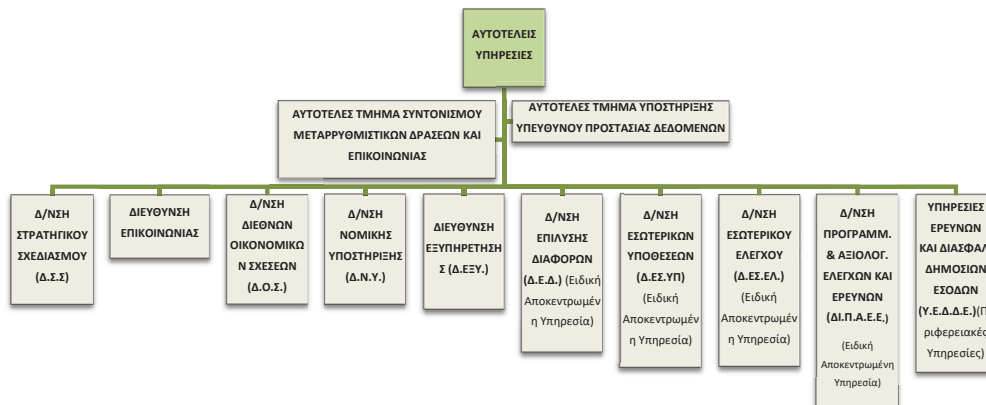 ΑΥΤΟΤΕΛΕΙΣ
ΥΠΗΡΕΣΙΕΣ
ΑΥΤΟΤΕΛΕΣ ΤΜΗΜΑ ΣΥΝΤΟΝΙΣΜΟΥ
ΜΕΤΑΡΡΥΘΜΙΣΤΙΚΩΝ ΔΡΑΣΕΩΝ ΚΑΙ
ΕΠΙΚΟΙΝΩΝΙΑΣ
ΑΥΤΟΤΕΛΕΣ ΤΜΗΜΑ ΥΠΟΣΤΗΡΙΞΗΣ
ΥΠΕΥΘΥΝΟΥ ΠΡΟΣΤΑΣΙΑΣ ΔΕΔΟΜΕΝΩΝ
Δ/ΝΣΗ
ΣΤΡΑΤΗΓΙΚΟΥ
ΣΧΕΔΙΑΣΜΟΥ
(Δ.Σ.Σ)
ΔΙΕΥΘΥΝΣΗ
ΕΠΙΚΟΙΝΩΝΙΑΣ
Δ/ΝΣΗ
ΔΙΕΘΝΩΝ
ΟΙΚΟΝΟΜΙΚΩ
Ν ΣΧΕΣΕΩΝ
(Δ.Ο.Σ.)
Δ/ΝΣΗ
ΝΟΜΙΚΗΣ
ΥΠΟΣΤΗΡΙΞΗΣ
(Δ.Ν.Υ.)
ΔΙΕΥΘΥΝΣΗ
ΕΞΥΠΗΡΕΤΗΣΗ
Σ (Δ.ΕΞΥ.)
Δ/ΝΣΗ
ΕΠΙΛΥΣΗΣ
ΔΙΑΦΟΡΩΝ
(Δ.Ε.Δ.) (Ειδική
Αποκεντρωμέν
η Υπηρεσία)
Δ/ΝΣΗ
ΕΣΩΤΕΡΙΚΩΝ
ΥΠΟΘΕΣΕΩΝ
(Δ.ΕΣ.ΥΠ)
(Ειδική
Αποκεντρωμέν
η Υπηρεσία)
Δ/ΝΣΗ
ΕΣΩΤΕΡΙΚΟΥ
ΕΛΕΓΧΟΥ
(Δ.ΕΣ.ΕΛ.)
(Ειδική
Αποκεντρωμέν
η Υπηρεσία)
Δ/ΝΣΗ
ΠΡΟΓΡΑΜΜ.
& ΑΞΙΟΛΟΓ.
ΕΛΕΓΧΩΝ ΚΑΙ
ΕΡΕΥΝΩΝ
(ΔΙ.Π.Α.Ε.Ε.)
(Ειδική
Αποκεντρωμένη
Υπηρεσία)
ΥΠΗΡΕΣΙΕΣ
ΕΡΕΥΝΩΝ
ΚΑΙ ΔΙΑΣΦΑΛ
ΔΗΜΟΣΙΩΝ
ΕΣΟΔΩΝ
(Υ.Ε.Δ.Δ.Ε.)(Π
ριφερειακές
Υπηρεσίες)